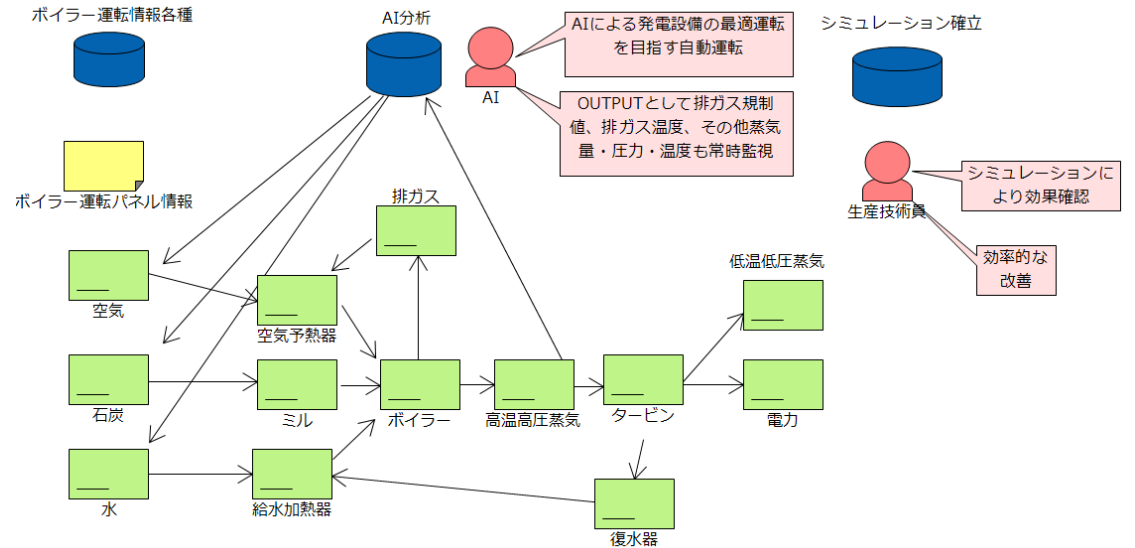 ボイラー運転情報各種
AI分析
AI
AIによる発電設備の最適運転
を目指す自動運転
OUTPUTとして排ガス規制
値、排ガス温度、その他蒸気
量・圧力・温度も常時監視
シミュレーション確立
生産技術員
シミュレーションに
より効果確認
効率的な
改善
ボイラー運転パネル情報
排ガス
低温低圧蒸気
空気
空気予熱器
石炭
ミル
ボイラー
高温高圧蒸気
タービン
電力
水
給水加熱器
復水器